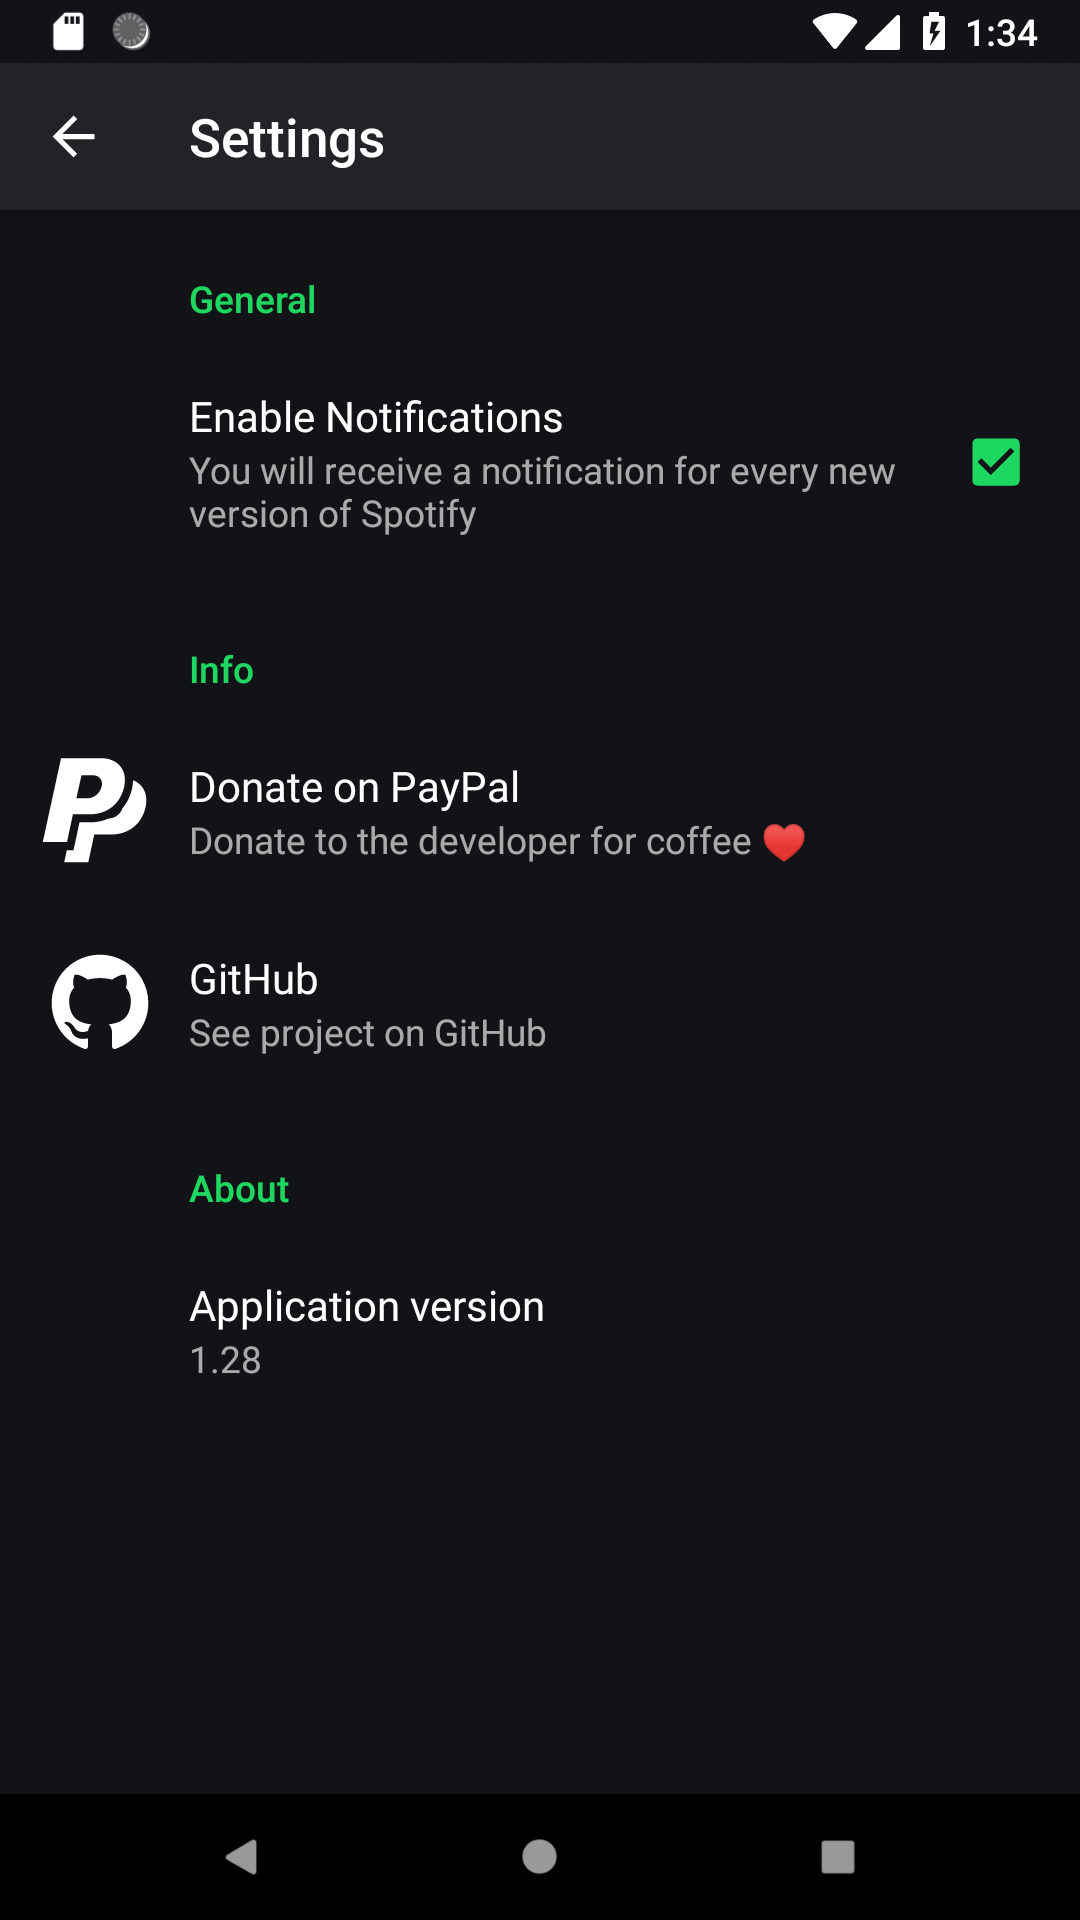 1:34
Settings
General
Enable Notifications
You will receive a notification for every new
version of Spotify
Info
Donate on PayPal
Donate to the developer for coffee ❤️
GitHub
See project on GitHub
About
Application version
1.28